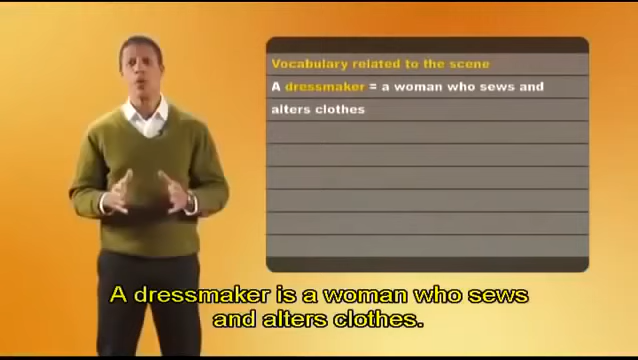 Vocabulary related to the scene
A dressmaker = a woman who sews and
alters clothes
A dressmaker is a woman who sews
and alters clothes.